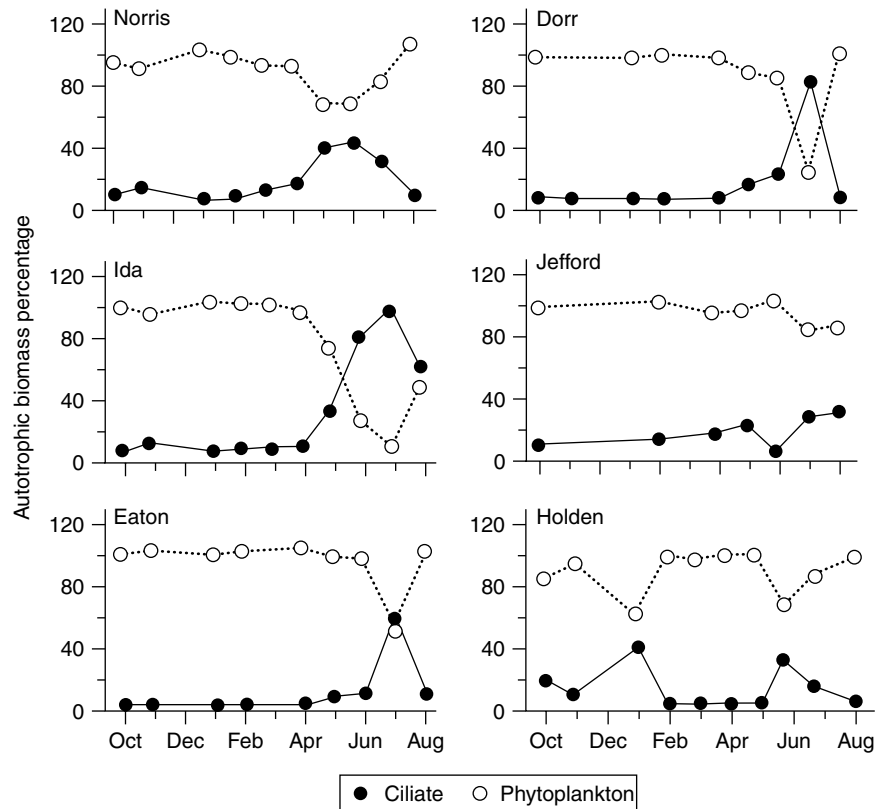 Autotrophic biomass percentage
Norris
120
80
40
0
Dorr
120
80
40
0
Ida
120
80
40
0
Jefford
120
80
40
0
Eaton
120
80
40
0
Oct Dec Feb Apr Jun Aug
Holden
120
80
40
0
Oct Dec Feb Apr Jun Aug
Ciliate Phytoplankton